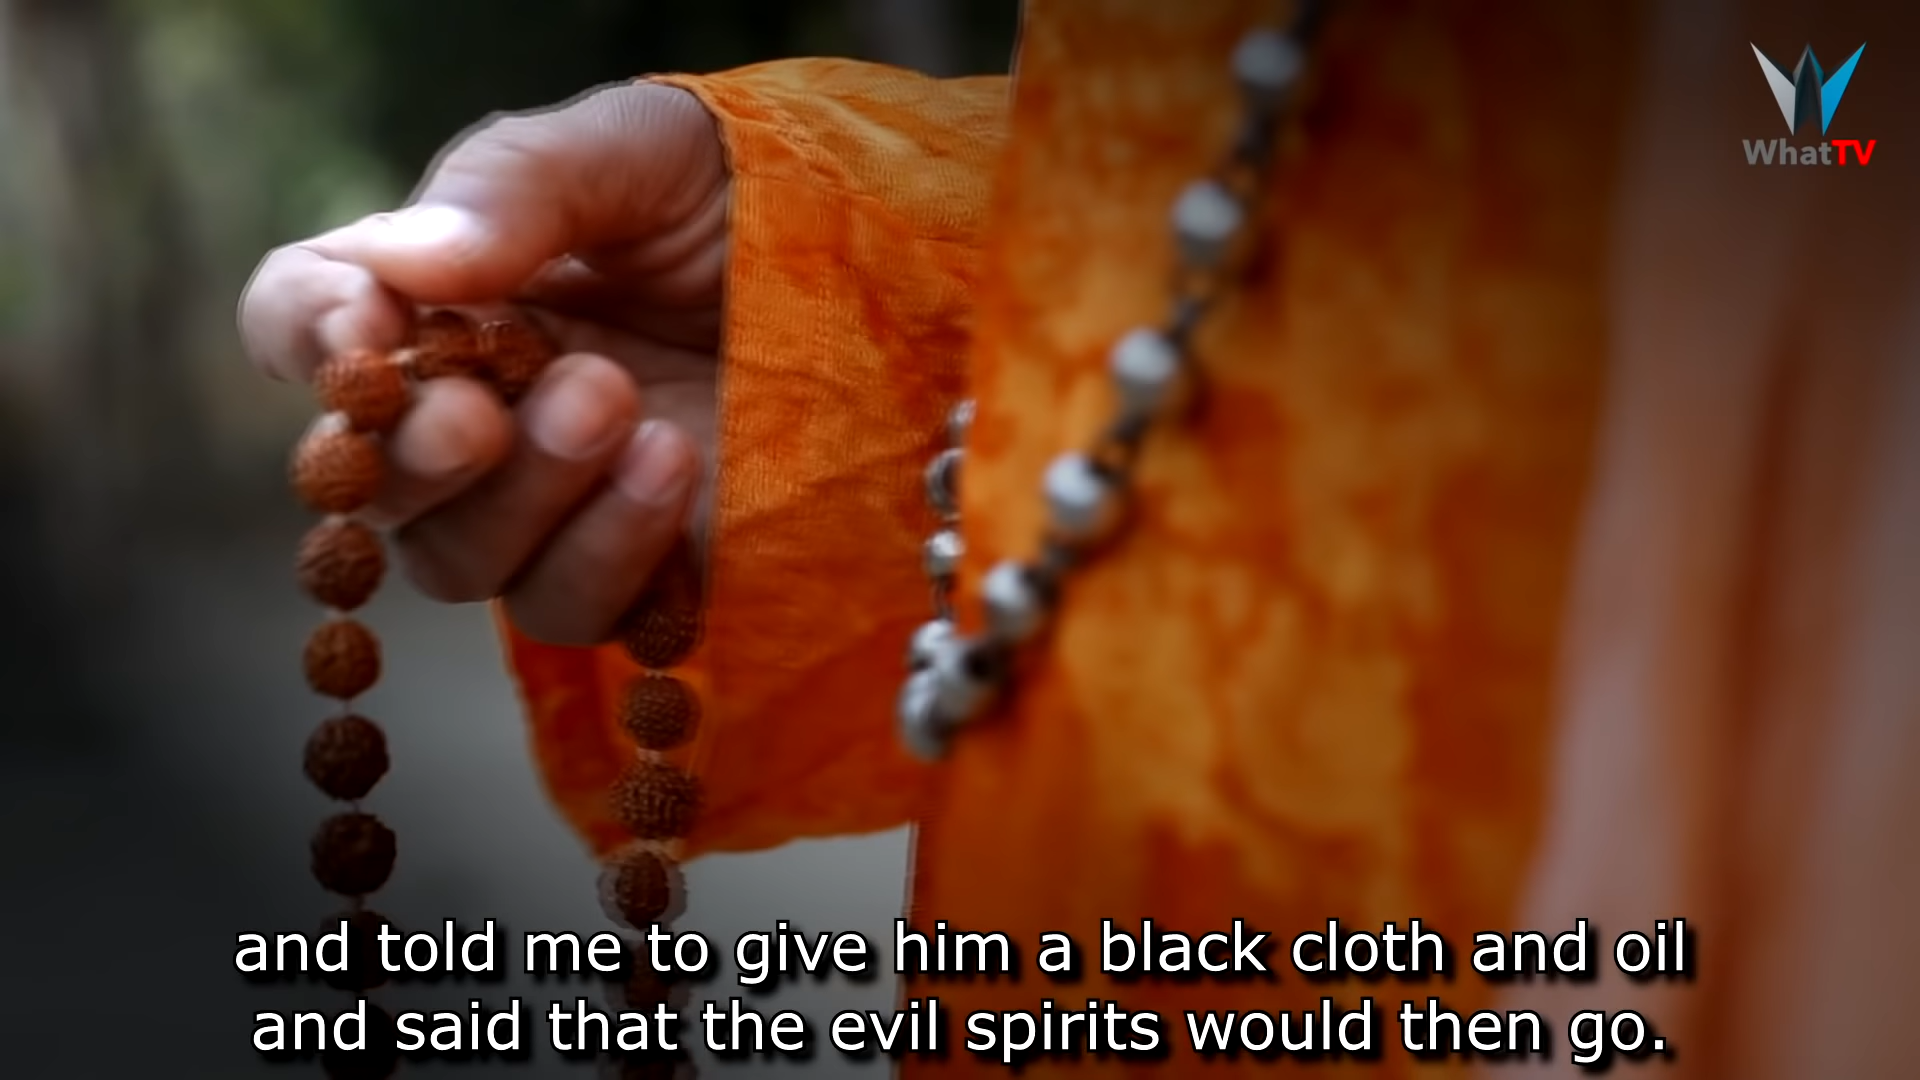 WhatTV
and told me to give him a black cloth and oil
and said that the evil spirits would then go.